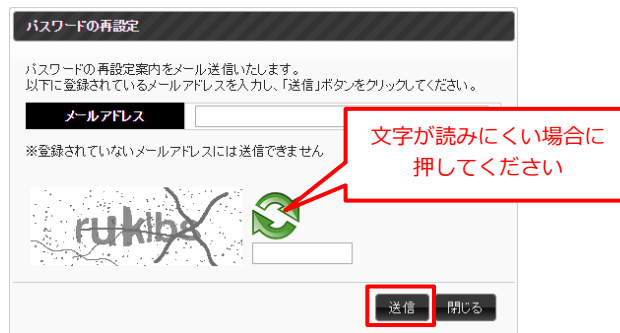 パスワードの再設定
パスワードの再設定案内をメール送信いたします。
以下に登録されているメールアドレスを入力し、「送信」ボタンをクリックしてください。
メールアドレス
文字が読みにくい場合に
押してください
※登録されていないメールアドレスには送信できません
送信
閉じる